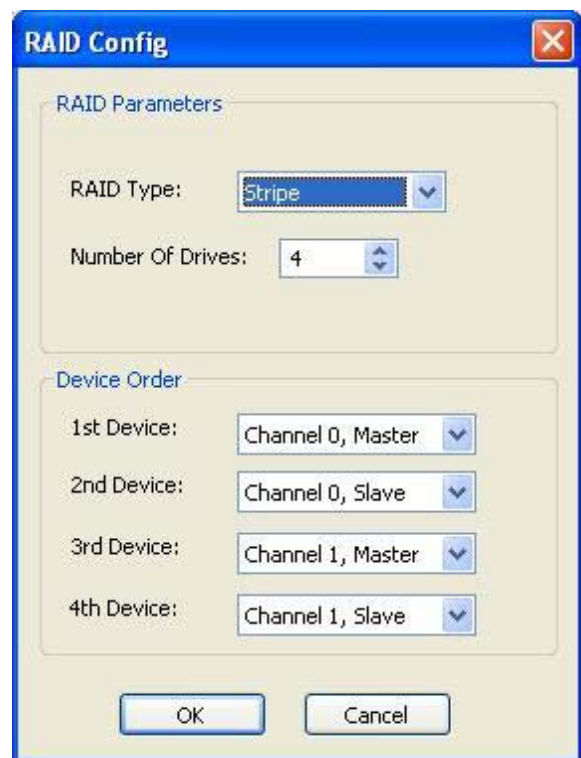 RAID Config
RAID Parameters
RAID Type: Stripe
Number Of Drives: 4
Device Order
1st Device: Channel 0, Master
2nd Device: Channel 0, Slave
3rd Device: Channel 1, Master
4th Device: Channel 1, Slave
OK Cancel